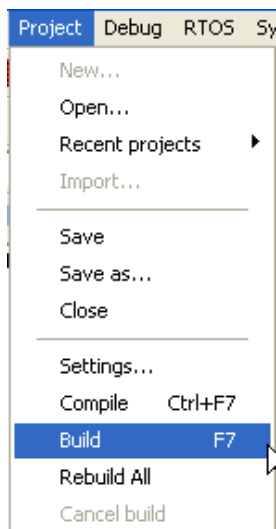 Project Debug RTOS Sy
New...
Open...
Recent projects
Import...
Save
Save as...
Close
Settings...
Compile Ctrl+F7
Build F7
Rebuild All
Cancel build